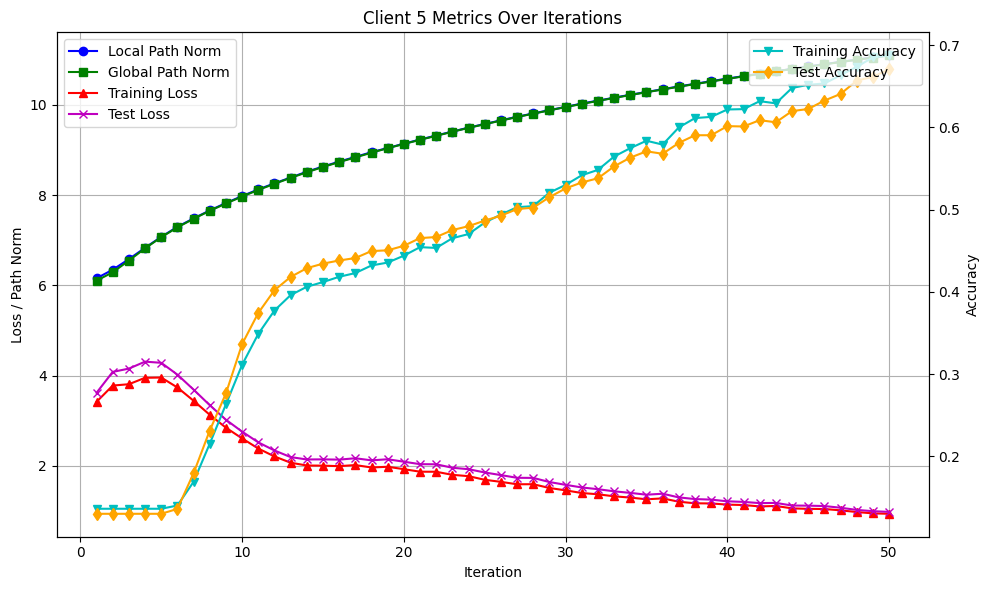 Client 5 Metrics Over Iterations
Local Path Norm
Global Path Norm
Training Loss
Test Loss
Training Accuracy
Test Accuracy
Loss / Path Norm
10
8
6
4
2
0.7
0.6
0.5
0.4
0.3
0.2
Accuracy
0
10
20
30
40
50
Iteration